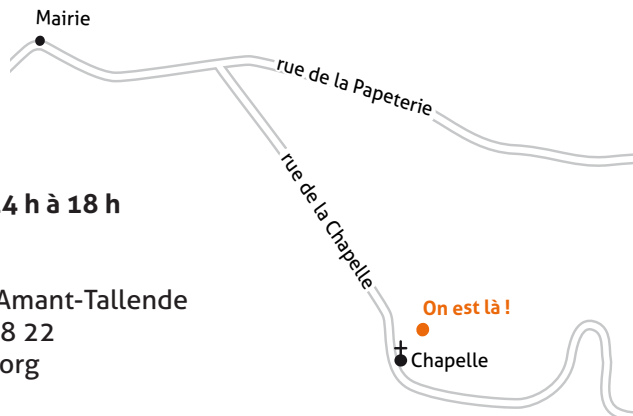 Mairie
rue de la Papeterie
rue de la Chapelle
4 h à 18 h
On est là !
Amant-Tallende
8 22
Chapelle
org